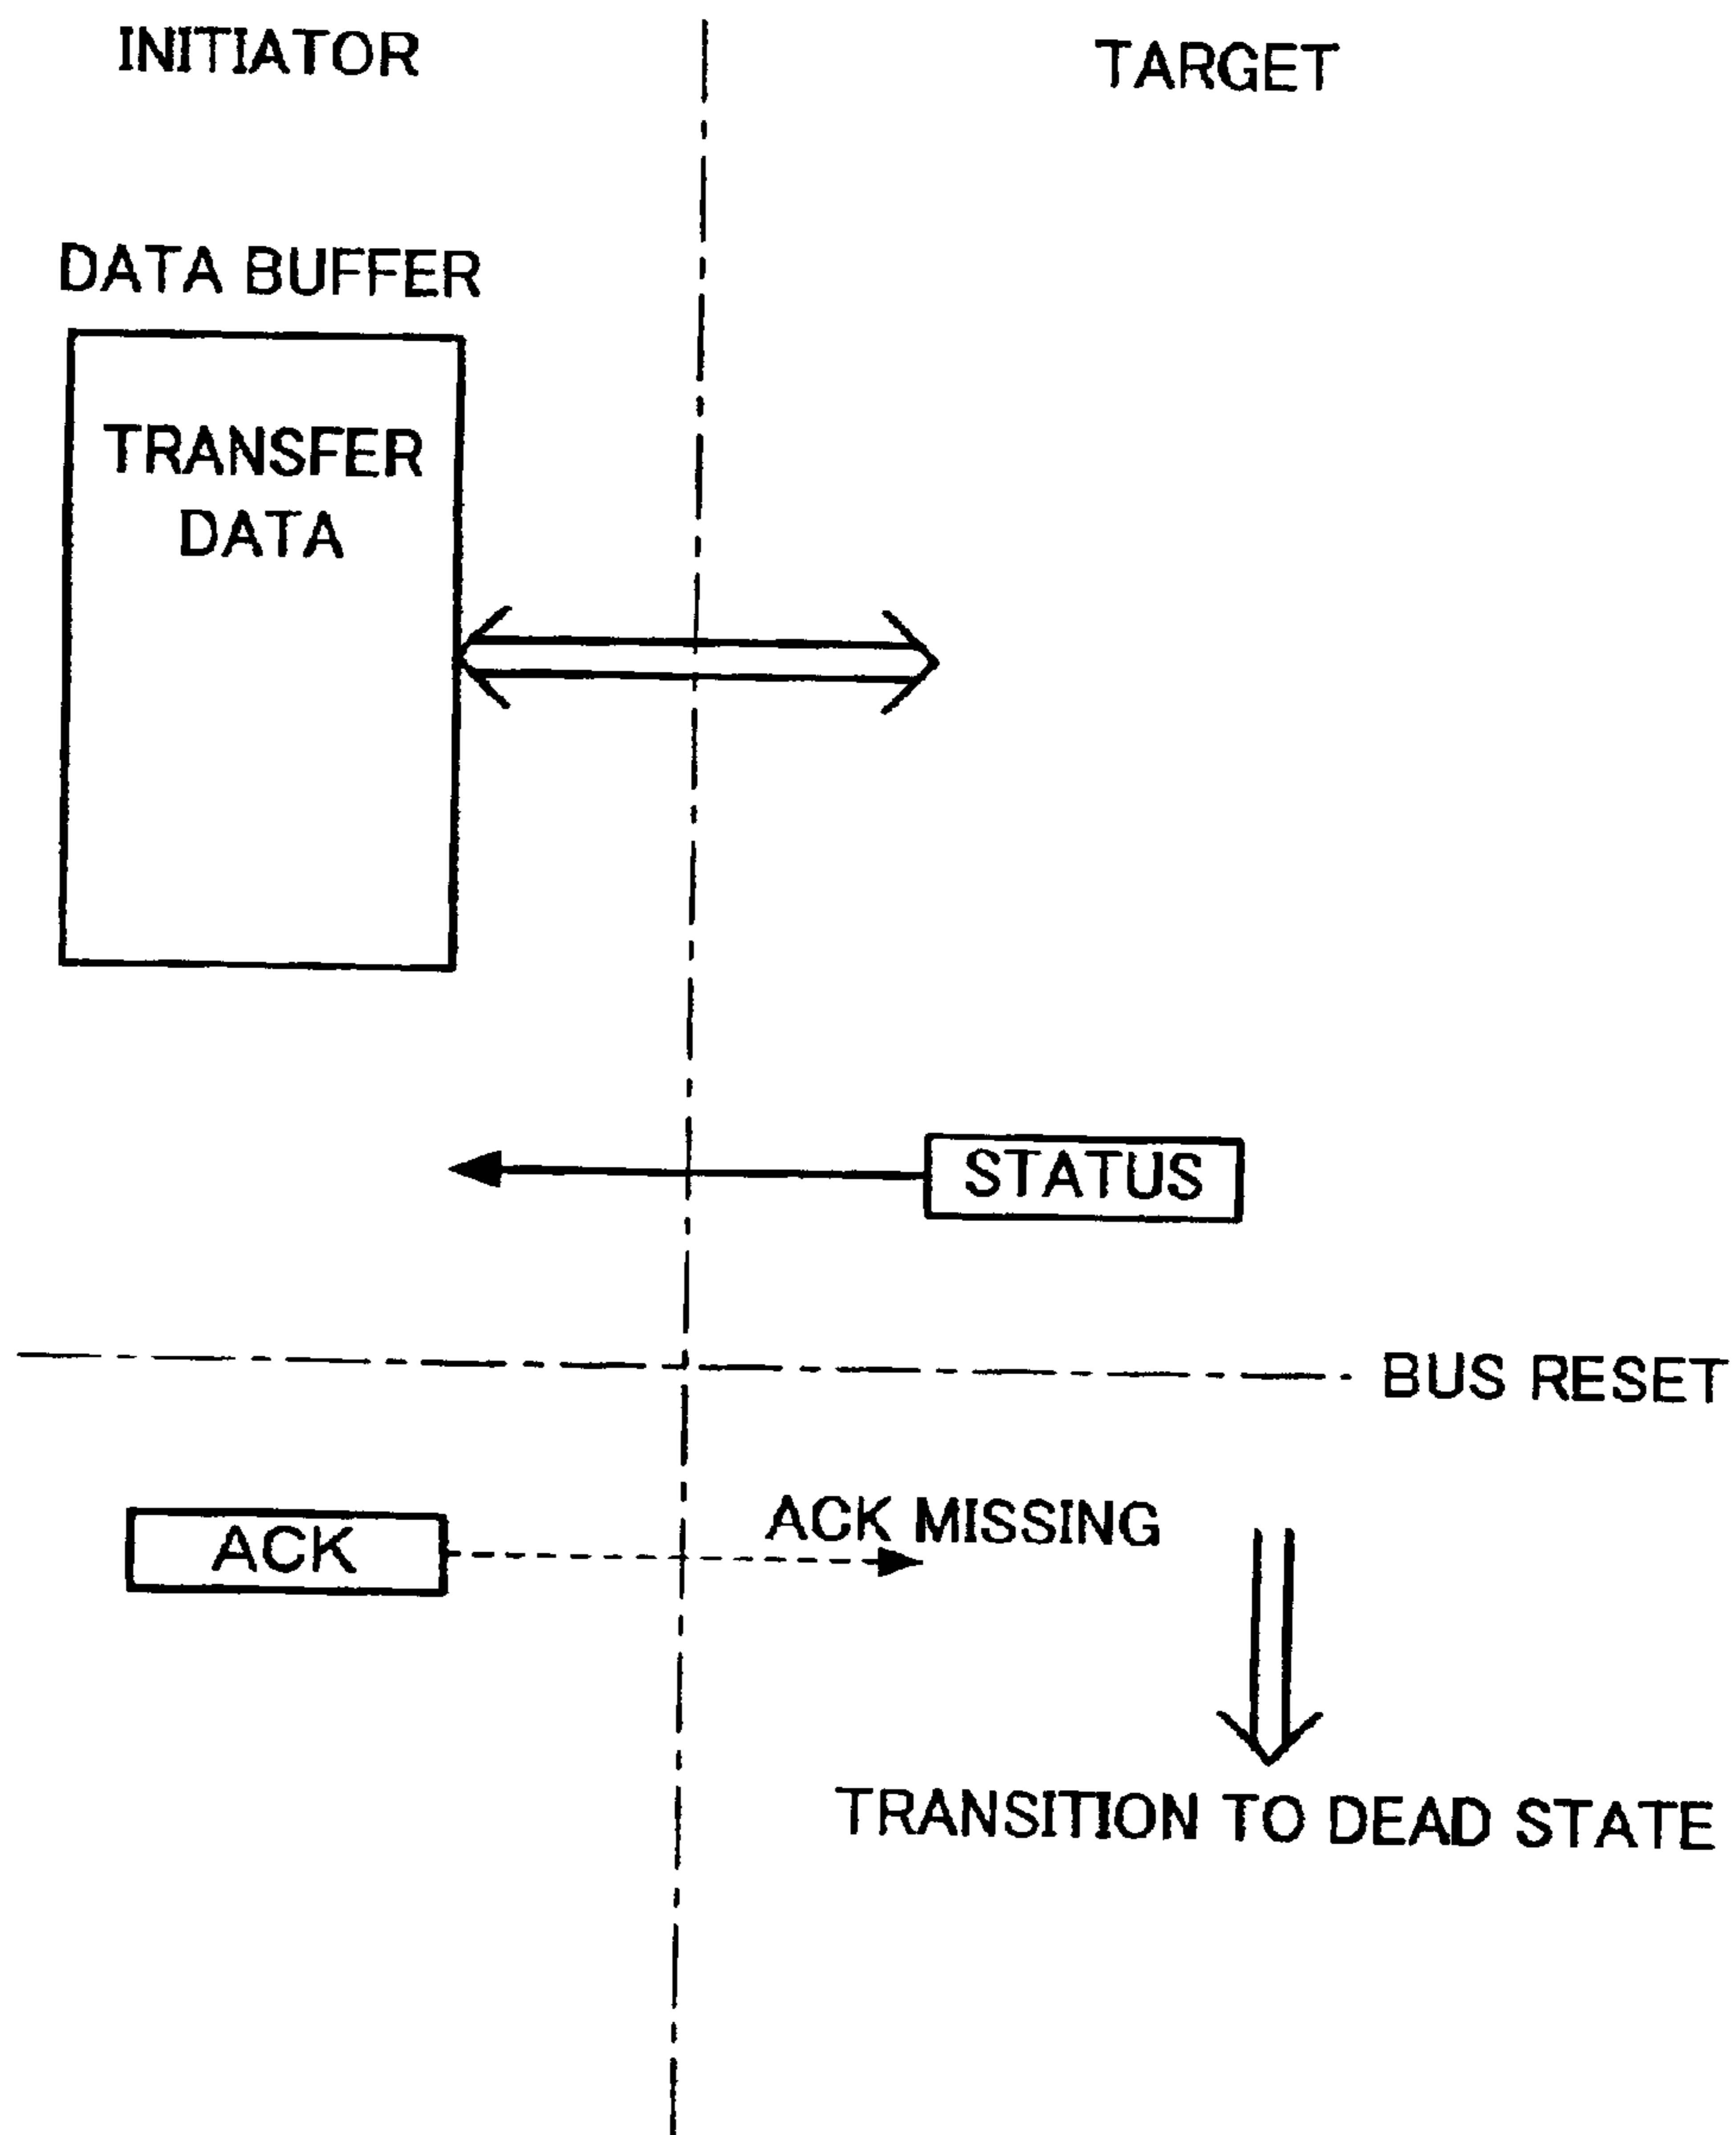 INITIATOR
TARGET
DATA BUFFER
TRANSFER
DATA
STATUS
BUS RESET
ACK
ACK MISSING
TRANSITION TO DEAD STATE